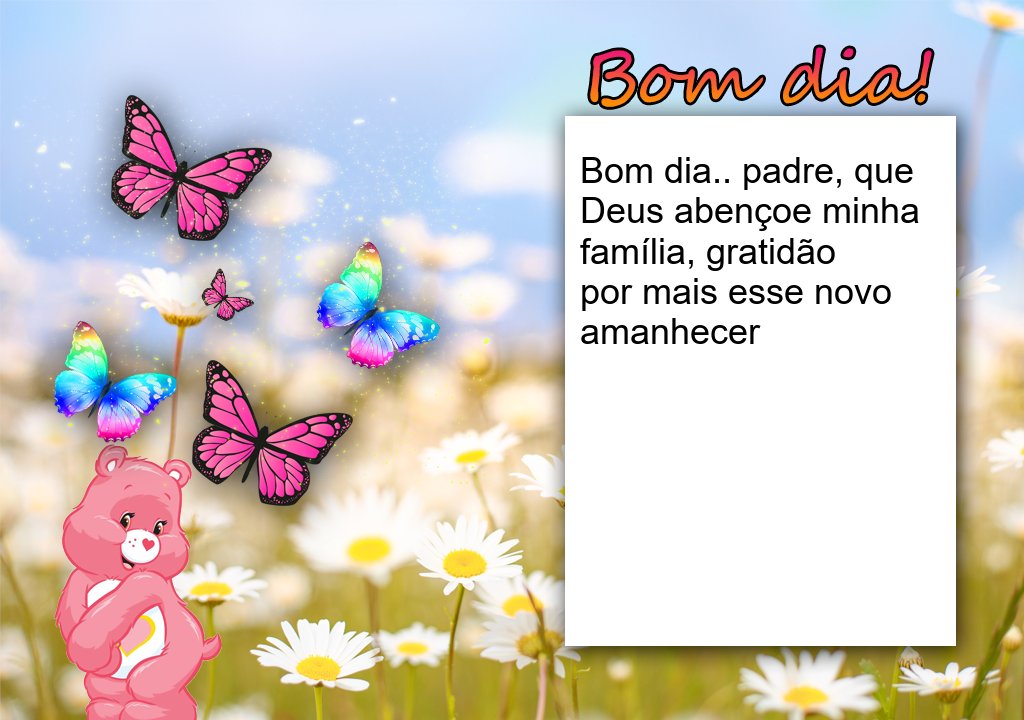 Bom dia!
Bom dia.. padre, que
Deus abençoe minha
família, gratidão
por mais esse novo
amanhecer